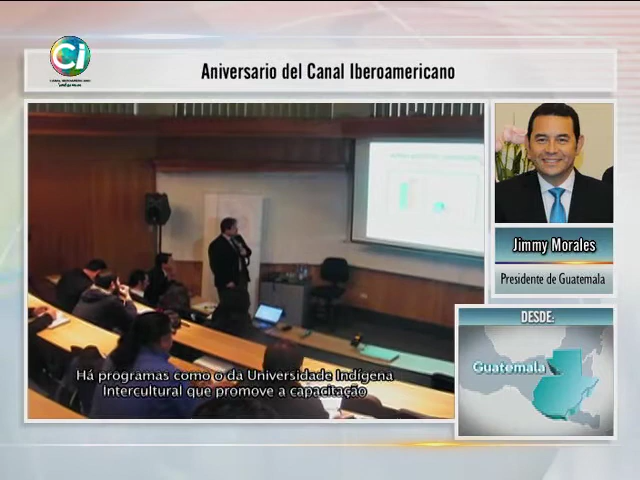 Ci
Aniversario del Canal Iberoamericano
Jimmy Morales
Presidente de Guatemala
DESDE:
Guatemala
Há programas como o da Universidade Indígena
Intercultural que promove a capacitação